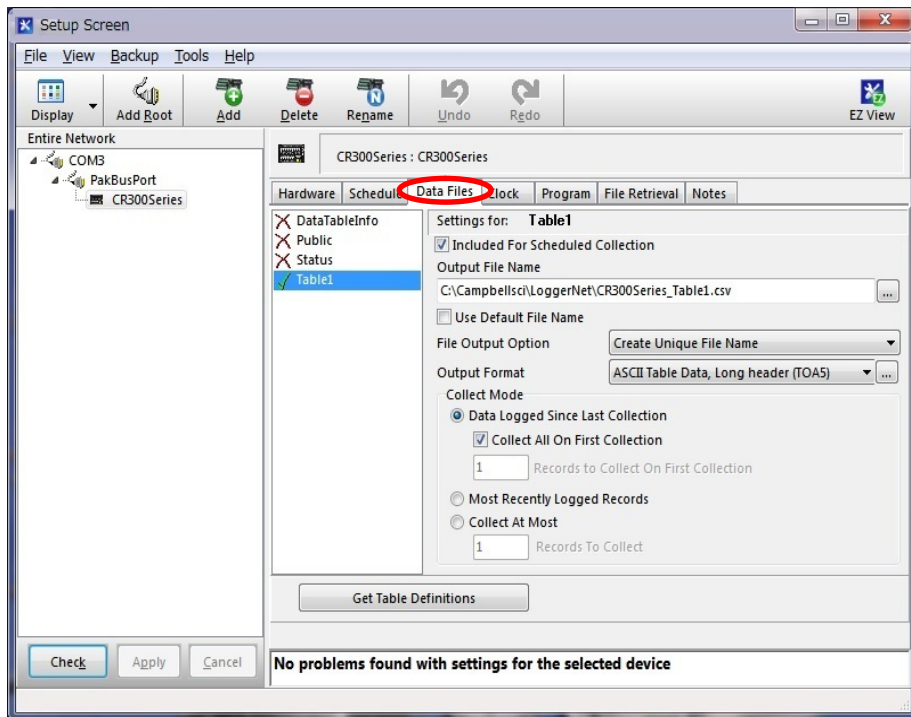 Setup Screen
File View Backup Tools Help
Display Add Root Add Delete Rename Undo Redo EZ View
Entire Network
COM3
PakBusPort
CR300Series
CR300Series : CR300Series
Hardware Schedule Data Files Clock Program File Retrieval Notes
DataTableInfo
Public
Status
Table1
Settings for: Table1
Included For Scheduled Collection
Output File Name
C:\Campbellsci\LoggerNet\CR300Series_Table1.csv ...
Use Default File Name
File Output Option Create Unique File Name
Output Format ASCII Table Data, Long header (TOA5) ...
Collect Mode
Data Logged Since Last Collection
Collect All On First Collection
1 Records to Collect On First Collection
Most Recently Logged Records
Collect At Most
1 Records To Collect
Get Table Definitions
Check Apply Cancel
No problems found with settings for the selected device